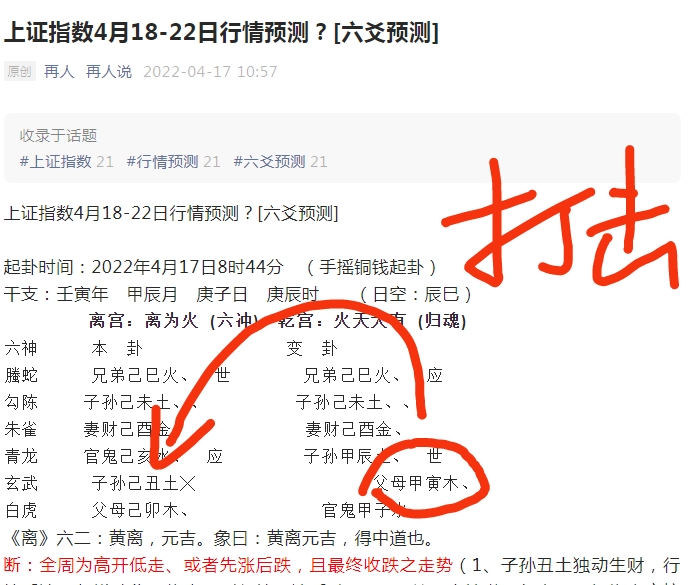 上证指数4月18-22日行情预测？[六爻预测]
原创 再人 再人说 2022-04-17 10:57
收录于话题
#上证指数 21 #行情预测 21 #六爻预测 21
打击
上证指数4月18-22日行情预测？[六爻预测]
起卦时间：2022年4月17日8时44分 （手摇铜钱起卦）
干支：壬寅年 甲辰月 庚子日 庚辰时 （日空：辰巳）
离宫：离为火 (六冲) 乾宫：火天大有 (归魂)
六神 本 卦 变 卦
螣蛇 兄弟己巳火、 世 兄弟己巳火、 应
勾陈 子孙己未土、、 子孙己未土、、
朱雀 妻财己酉金、 妻财己酉金、
青龙 官鬼己亥水、 应 子孙甲辰土、 世
玄武 子孙己丑土╳ 父母甲寅木、
白虎 父母己卯木、 官鬼甲子水、
《离》六二：黄离，元吉。象曰：黄离元吉，得中道也。
断：全周为高开低走、或者先涨后跌，且最终收跌之走势（1、子孙丑土独动生财，行